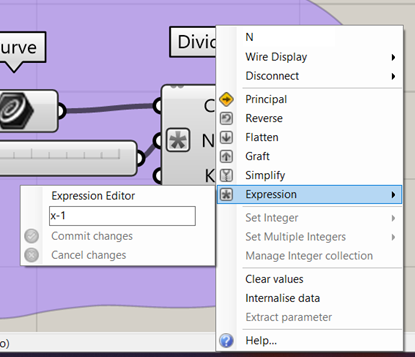 urve
Divid
C
N
K
N
Wire Display
Disconnect
Principal
Reverse
Flatten
Graft
Simplify
Expression
Set Integer
Set Multiple Integers
Manage Integer collection
Clear values
Internalise data
Extract parameter
Help...
Expression Editor
x-1
Commit changes
Cancel changes
o)